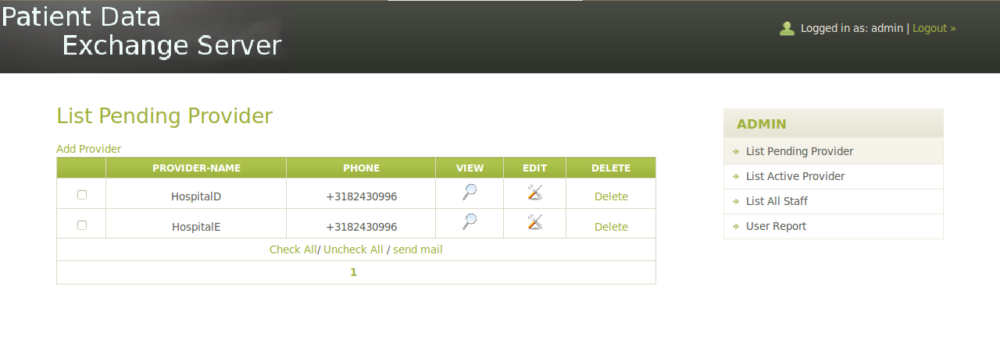 Patient Data
Exchange Server
Logged in as: admin | Logout »
List Pending Provider
Add Provider
PROVIDER-NAME PHONE VIEW EDIT DELETE
HospitalD +3182430996 Delete
HospitalE +3182430996 Delete
Check All/ Uncheck All / send mail
1
ADMIN
List Pending Provider
List Active Provider
List All Staff
User Report